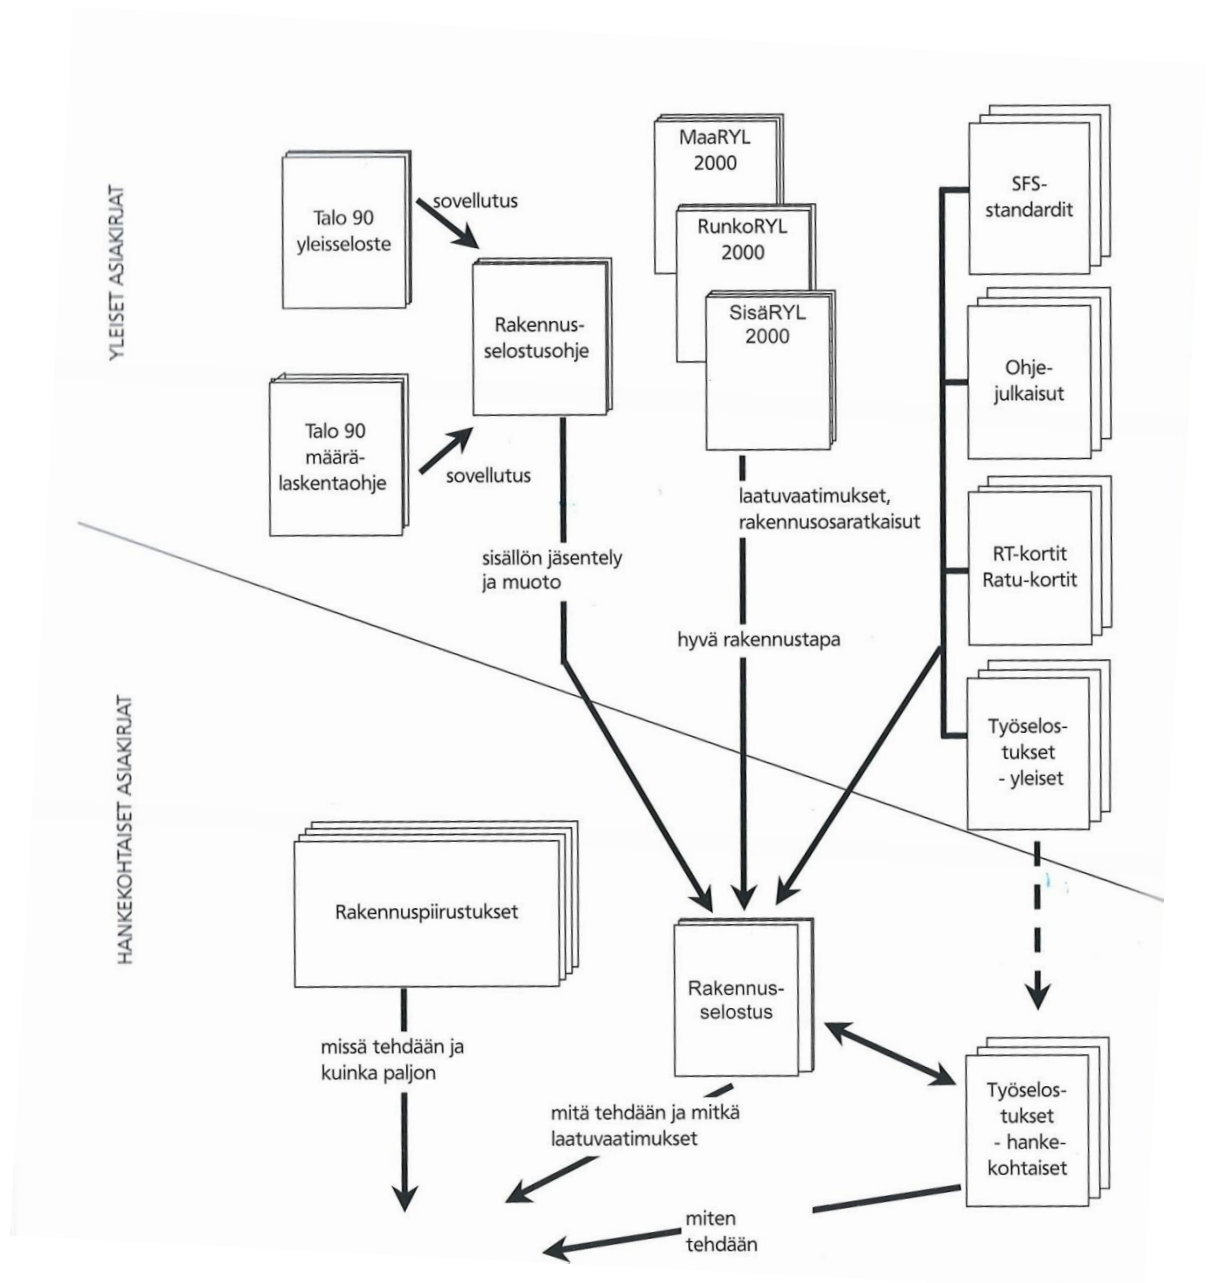 YLEISET ASIAKIRJAT
Talo 90
yleisseloste
sovellutus
Rakennus-
selostusohje
Talo 90
määrä-
laskentaohje
sovellutus
sisällön jäsentely
ja muoto
MaaRYL
2000
RunkoRYL
2000
SisäRYL
2000
laatuvaatimukset,
rakennusosaratkaisut
hyvä rakennustapa
SFS-
standardit
Ohje-
julkaisut
RT-kortit
Ratu-kortit
Työselos-
tukset
- yleiset
HANKEKOHTAISET ASIAKIRJAT
Rakennuspiirustukset
missä tehdään ja
kuinka paljon
Rakennus-
selostus
mitä tehdään ja mitkä
laatuvaatimukset
Työselos-
tukset
- hanke-
kohtaiset
miten
tehdään